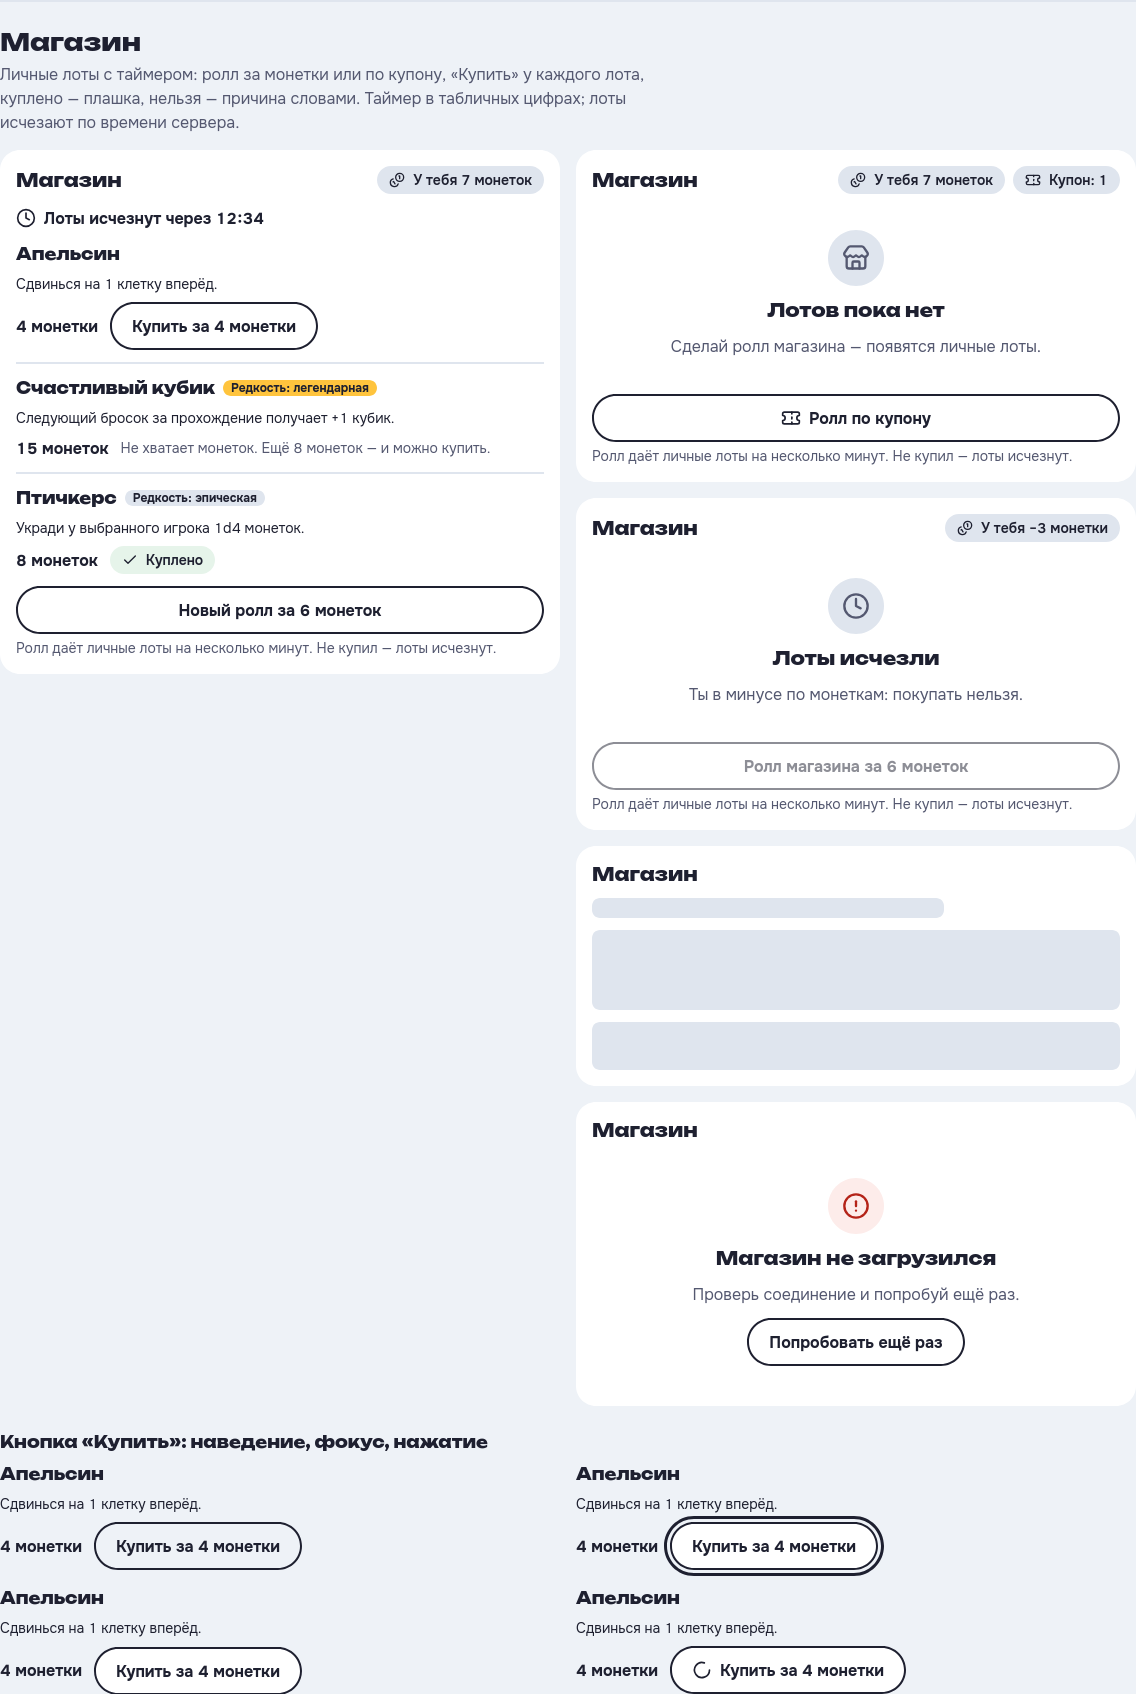 Магазин
Личные лоты с таймером: ролл за монетки или по купону, «Купить» у каждого лота,
куплено — плашка, нельзя — причина словами. Таймер в табличных цифрах; лоты
исчезают по времени сервера.
Магазин
У тебя 7 монеток
Лоты исчезнут через 12:34
Апельсин
Сдвинься на 1 клетку вперёд.
4 монетки
Купить за 4 монетки
Счастливый кубик
Редкость: легендарная
Следующий бросок за прохождение получает +1 кубик.
15 монеток
Не хватает монеток. Ещё 8 монеток — и можно купить.
Птичкерс
Редкость: эпическая
Укради у выбранного игрока 1d4 монеток.
8 монеток
Куплено
Новый ролл за 6 монеток
Ролл даёт личные лоты на несколько минут. Не купил — лоты исчезнут.
Магазин
У тебя 7 монеток
Купон: 1
Лотов пока нет
Сделай ролл магазина — появятся личные лоты.
Ролл по купону
Ролл даёт личные лоты на несколько минут. Не купил — лоты исчезнут.
Магазин
У тебя −3 монетки
Лоты исчезли
Ты в минусе по монеткам: покупать нельзя.
Ролл магазина за 6 монеток
Ролл даёт личные лоты на несколько минут. Не купил — лоты исчезнут.
Магазин
Магазин
Магазин не загрузился
Проверь соединение и попробуй ещё раз.
Попробовать ещё раз
Кнопка «Купить»: наведение, фокус, нажатие
Апельсин
Сдвинься на 1 клетку вперёд.
4 монетки
Купить за 4 монетки
Апельсин
Сдвинься на 1 клетку вперёд.
4 монетки
Купить за 4 монетки
Апельсин
Сдвинься на 1 клетку вперёд.
4 монетки
Купить за 4 монетки
Апельсин
Сдвинься на 1 клетку вперёд.
4 монетки
Купить за 4 монетки